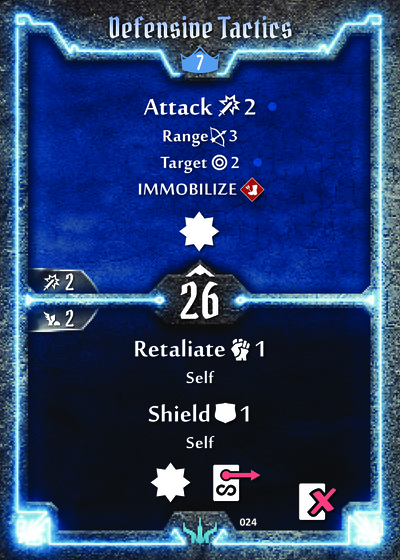 Defensive Tactics
7
Attack 2
Range 3
Target 2
IMMOBILIZE
2
26
2
Retaliate 1
Self
Shield 1
Self
S
024